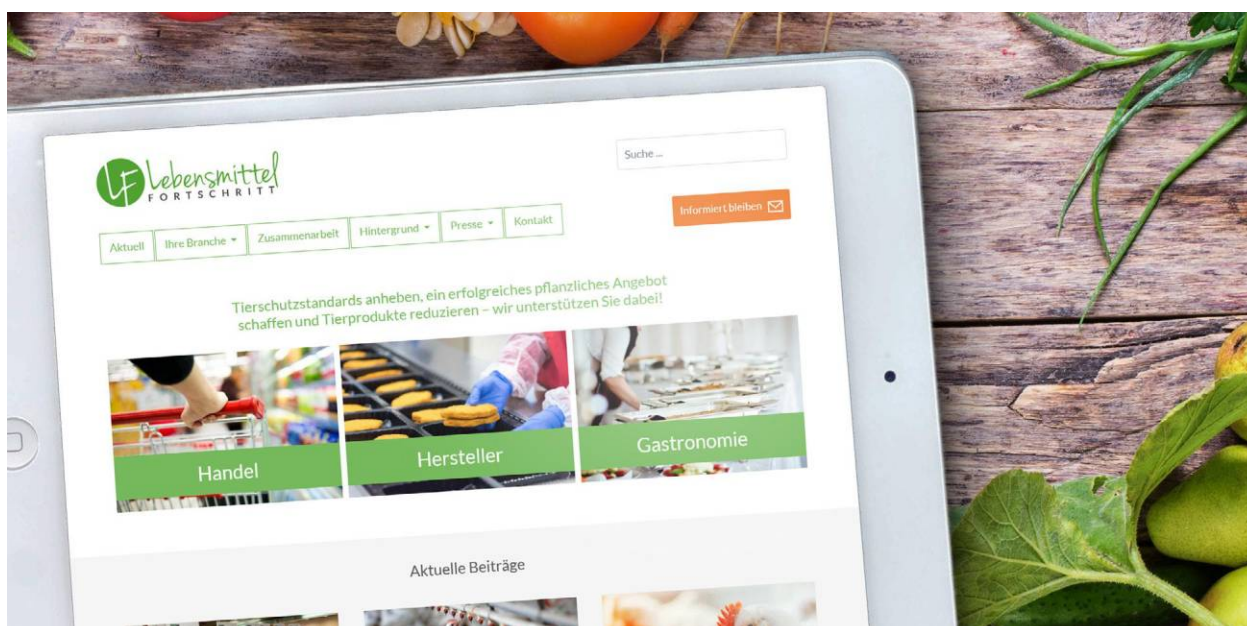 LF Lebensmittel
FORTSCHRITT
Suche ...
Informiert bleiben
Aktuell Ihre Branche Zusammenarbeit Hintergrund Presse Kontakt
Tierschutzstandards anheben, ein erfolgreiches pflanzliches Angebot
schaffen und Tierprodukte reduzieren – wir unterstützen Sie dabei!
Handel Hersteller Gastronomie
Aktuelle Beiträge